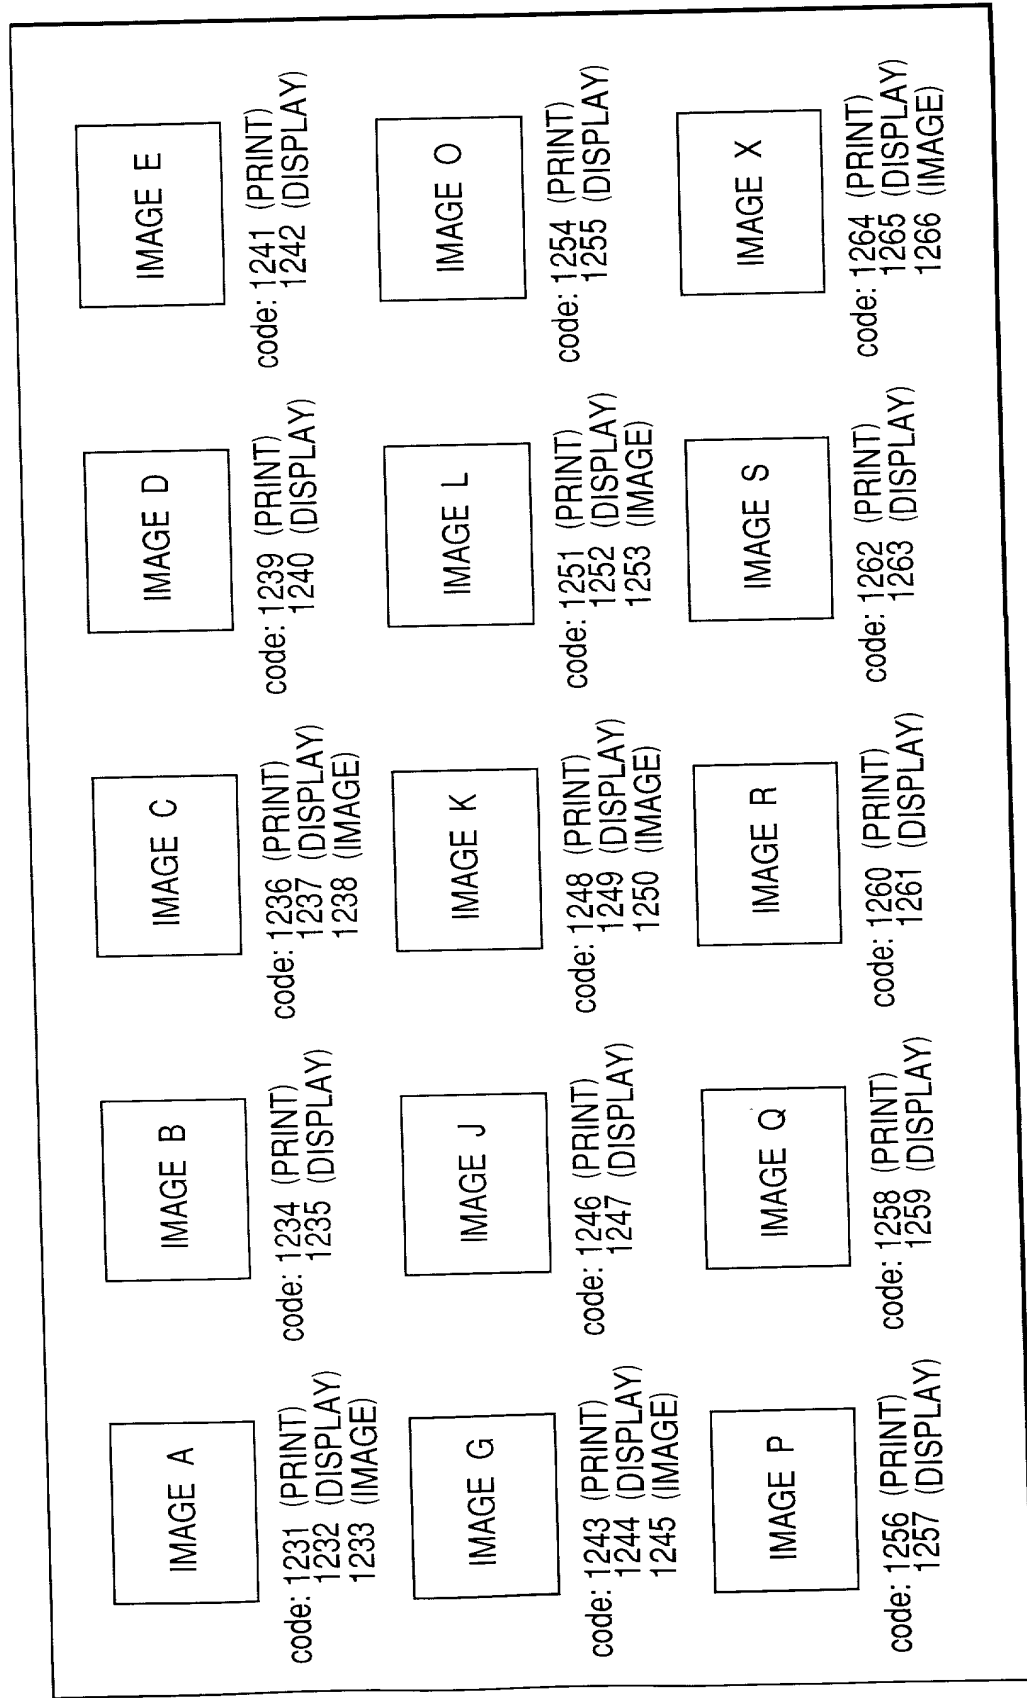 IMAGE A
code: 1231 (PRINT)
1232 (DISPLAY)
1233 (IMAGE)
IMAGE B
code: 1234 (PRINT)
1235 (DISPLAY)
IMAGE C
code: 1236 (PRINT)
1237 (DISPLAY)
1238 (IMAGE)
IMAGE D
code: 1239 (PRINT)
1240 (DISPLAY)
IMAGE E
code: 1241 (PRINT)
1242 (DISPLAY)
IMAGE G
code: 1243 (PRINT)
1244 (DISPLAY)
1245 (IMAGE)
IMAGE J
code: 1246 (PRINT)
1247 (DISPLAY)
IMAGE K
code: 1248 (PRINT)
1249 (DISPLAY)
1250 (IMAGE)
IMAGE L
code: 1251 (PRINT)
1252 (DISPLAY)
1253 (IMAGE)
IMAGE O
code: 1254 (PRINT)
1255 (DISPLAY)
IMAGE P
code: 1256 (PRINT)
1257 (DISPLAY)
IMAGE Q
code: 1258 (PRINT)
1259 (DISPLAY)
IMAGE R
code: 1260 (PRINT)
1261 (DISPLAY)
IMAGE S
code: 1262 (PRINT)
1263 (DISPLAY)
IMAGE X
code: 1264 (PRINT)
1265 (DISPLAY)
1266 (IMAGE)